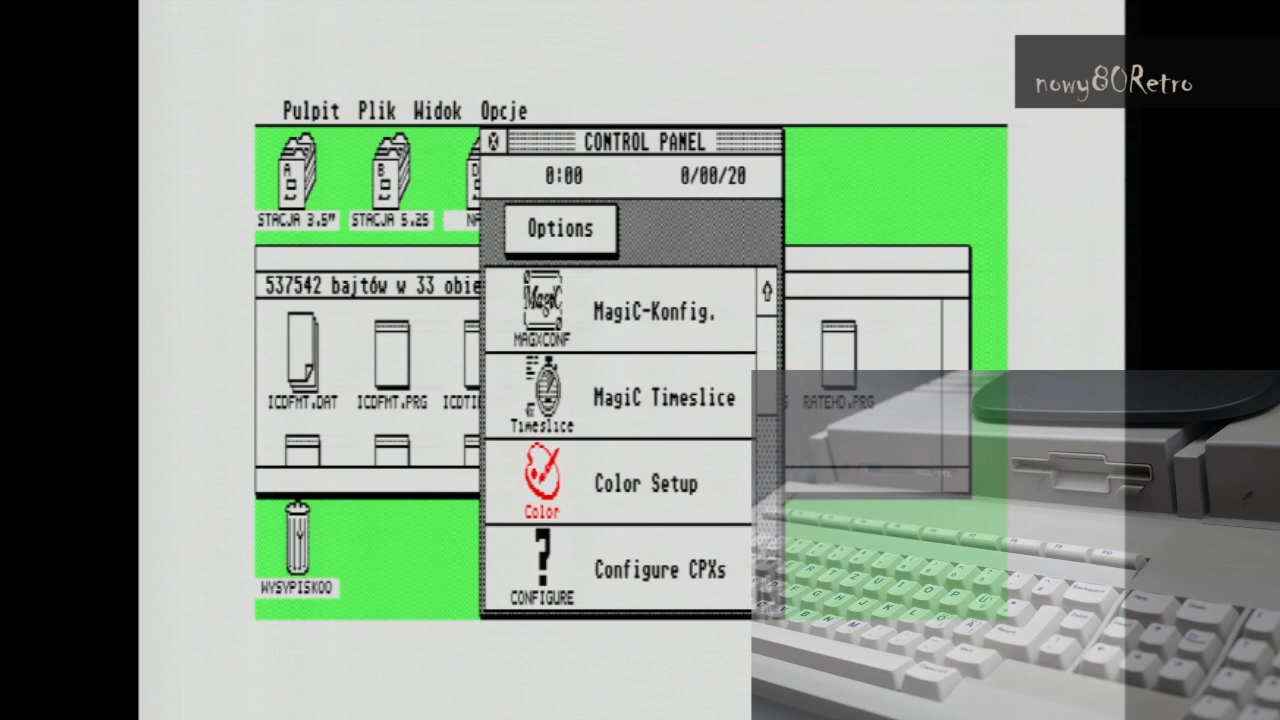 nowy80Retro
Pulpit Plik Widok Opcje
CONTROL PANEL
0:00 0/00/20
A
B
STACJA 3.5"
STACJA 5.25
Options
537542 bajtów w 33 obie
MagiC
MAGXCONF
MagiC-Konfig.
ICDFMT.DAT
ICDFMT.PRG
RATEHD.PRG
Timeslice
MagiC Timeslice
Color
Color Setup
CONFIGURE
Configure CPXs
WYSYPISKOO
R T Z U I O P Ü
F G H J K L Ö Ä
C V B N M